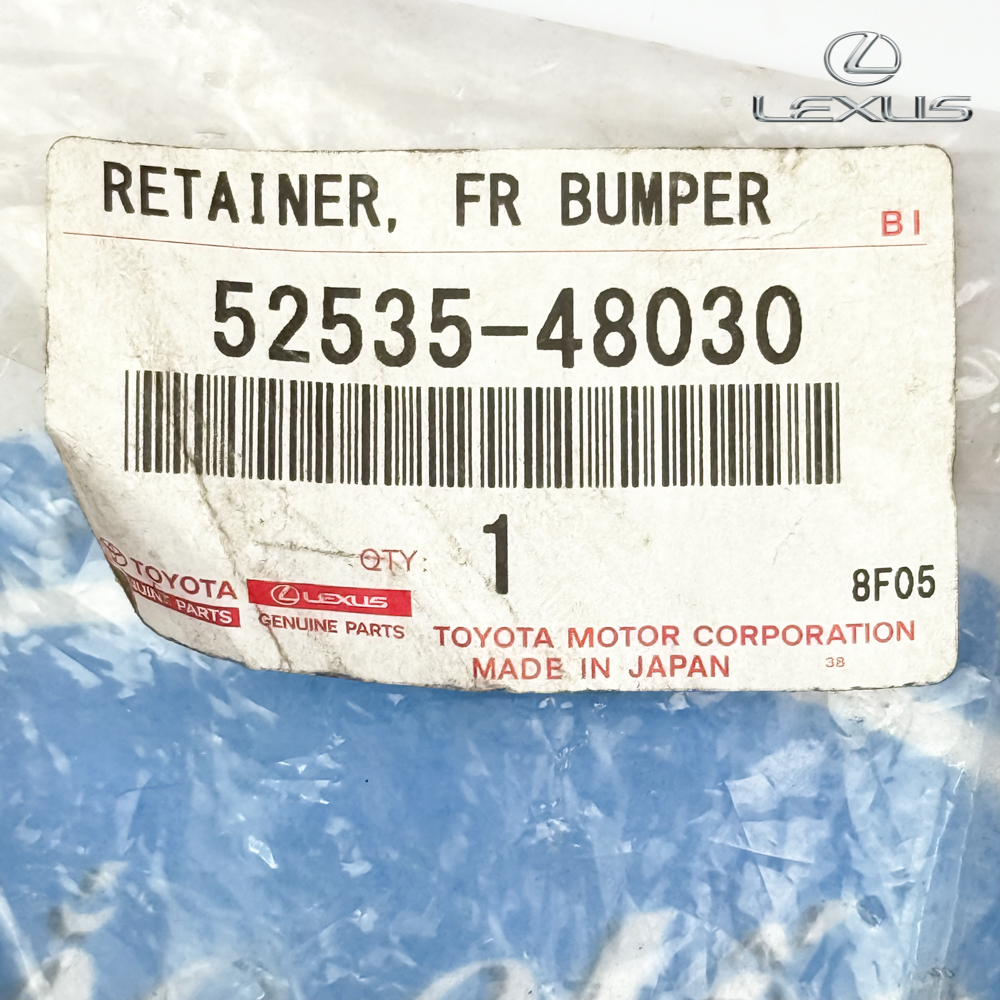 LEXUS
RETAINER, FR BUMPER
BI
52535-48030
QTY: 1
8F05
TOYOTA
PARTS
LEXUS
GENUINE PARTS
TOYOTA MOTOR CORPORATION
MADE IN JAPAN
38